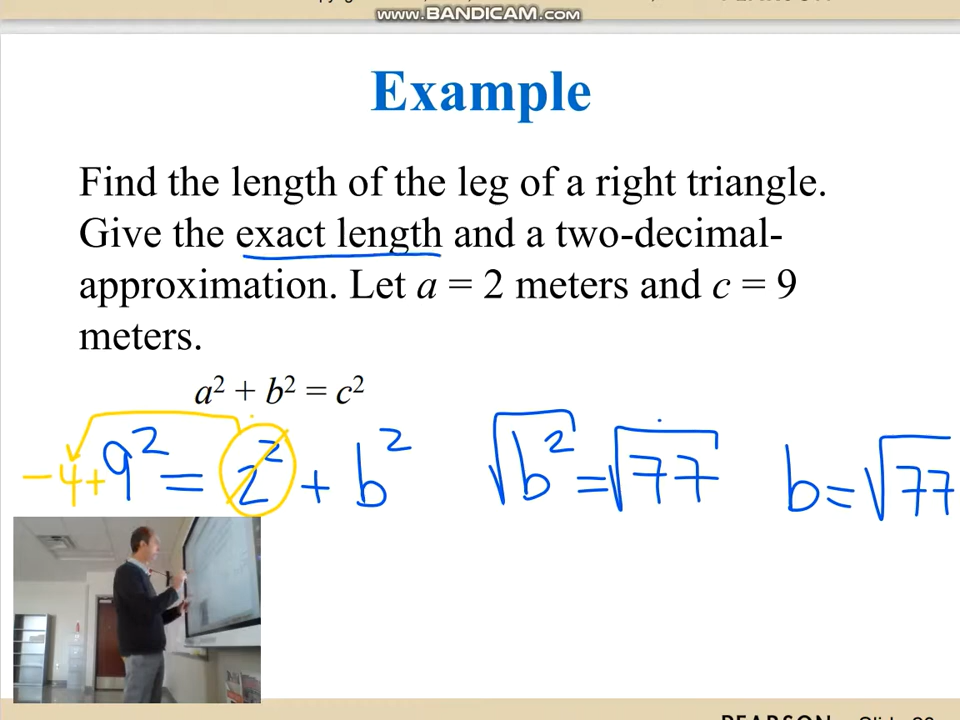 www.BANDICAM.com
Example
Find the length of the leg of a right triangle.
Give the exact length and a two-decimal-
approximation. Let a = 2 meters and c = 9
meters.
a² + b² = c²
-4+9² = 2² + b² √b² = √77 b = √77